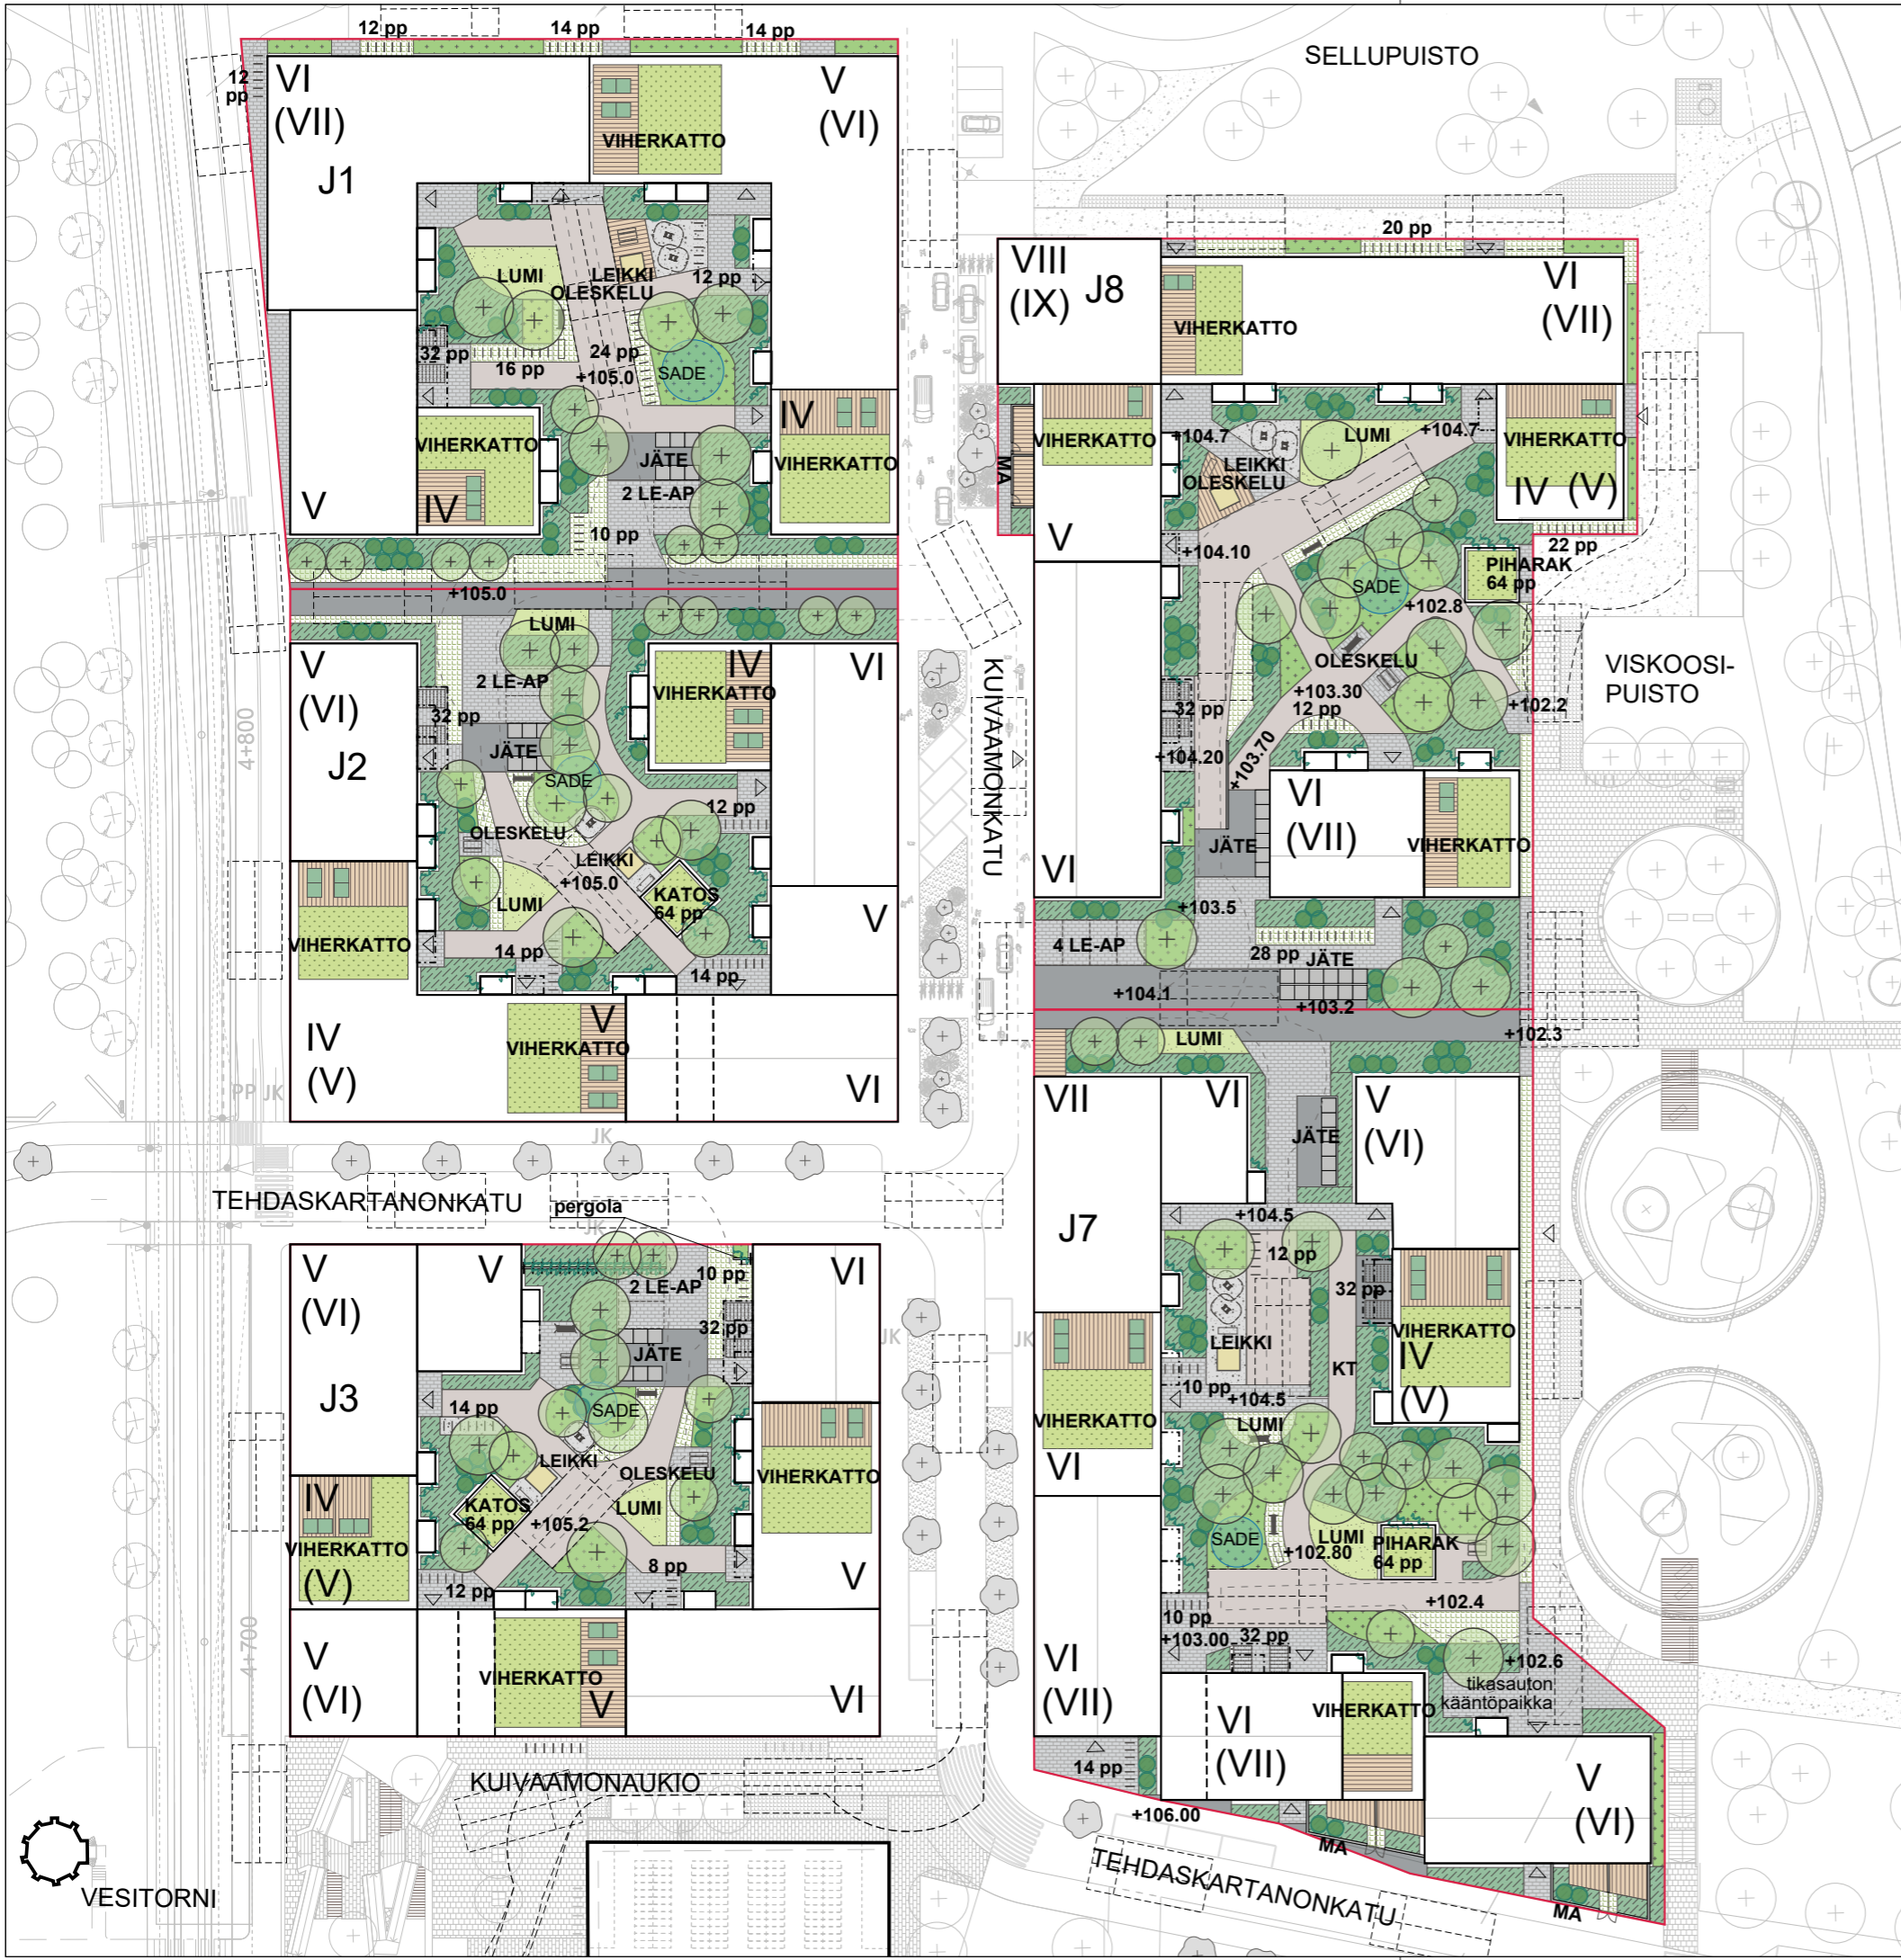 12 pp
14 pp
14 pp
SELLUPUISTO
12
pp
VI
(VII)
J1
V
(VI)
VIHERKATTO
LUMI
LEIKKI
OLESKELU
12 pp
32 pp
16 pp
24 pp
+105.0
SADE
VIHERKATTO
IV
V
JÄTE
2 LE-AP
10 pp
IV
VIHERKATTO
+105.0
20 pp
VIII
(IX)
J8
VI
(VII)
VIHERKATTO
VIHERKATTO
MA
V
+104.7
LUMI
+104.7
LEIKKI
OLESKELU
VIHERKATTO
IV (V)
22 pp
+104.10
PIHARAK
64 pp
SADE
+102.8
OLESKELU
+103.30
12 pp
+102.2
32 pp
+104.20
+103.70
VISKOOSI-
PUISTO
VI
(VII)
VIHERKATTO
JÄTE
VI
+103.5
4 LE-AP
28 pp
JÄTE
+104.1
+103.2
+102.3
LUMI
KUIVAAMONKATU
4+800
V
(VI)
J2
LUMI
2 LE-AP
IV
VIHERKATTO
VI
32 pp
JÄTE
SADE
12 pp
OLESKELU
LEIKKI
+105.0
KATOS
64 pp
LUMI
VIHERKATTO
14 pp
14 pp
V
IV
(V)
V
VIHERKATTO
VI
PP JK
JK
TEHDASKARTANONKATU
pergola
JK
V
(VI)
J3
V
10 pp
2 LE-AP
VI
32 pp
JÄTE
JK
JK
14 pp
SADE
LEIKKI
OLESKELU
VIHERKATTO
IV
VIHERKATTO
(V)
KATOS
64 pp
+105.2
LUMI
8 pp
12 pp
V
4+700
V
(VI)
VIHERKATTO
V
VI
VII
VI
JÄTE
V
(VI)
J7
+104.5
12 pp
32 pp
LEIKKI
KT
VIHERKATTO
IV
(V)
10 pp
+104.5
LUMI
VIHERKATTO
VI
SADE
+102.80
LUMI
PIHARAK
64 pp
+102.4
10 pp
+103.00
32 pp
+102.6
tikasauton
kääntöpaikka
VI
(VII)
VI
(VII)
VIHERKATTO
V
(VI)
14 pp
+106.00
MA
MA
KUIVAAMONAUKIO
TEHDASKARTANONKATU
VESITORNI